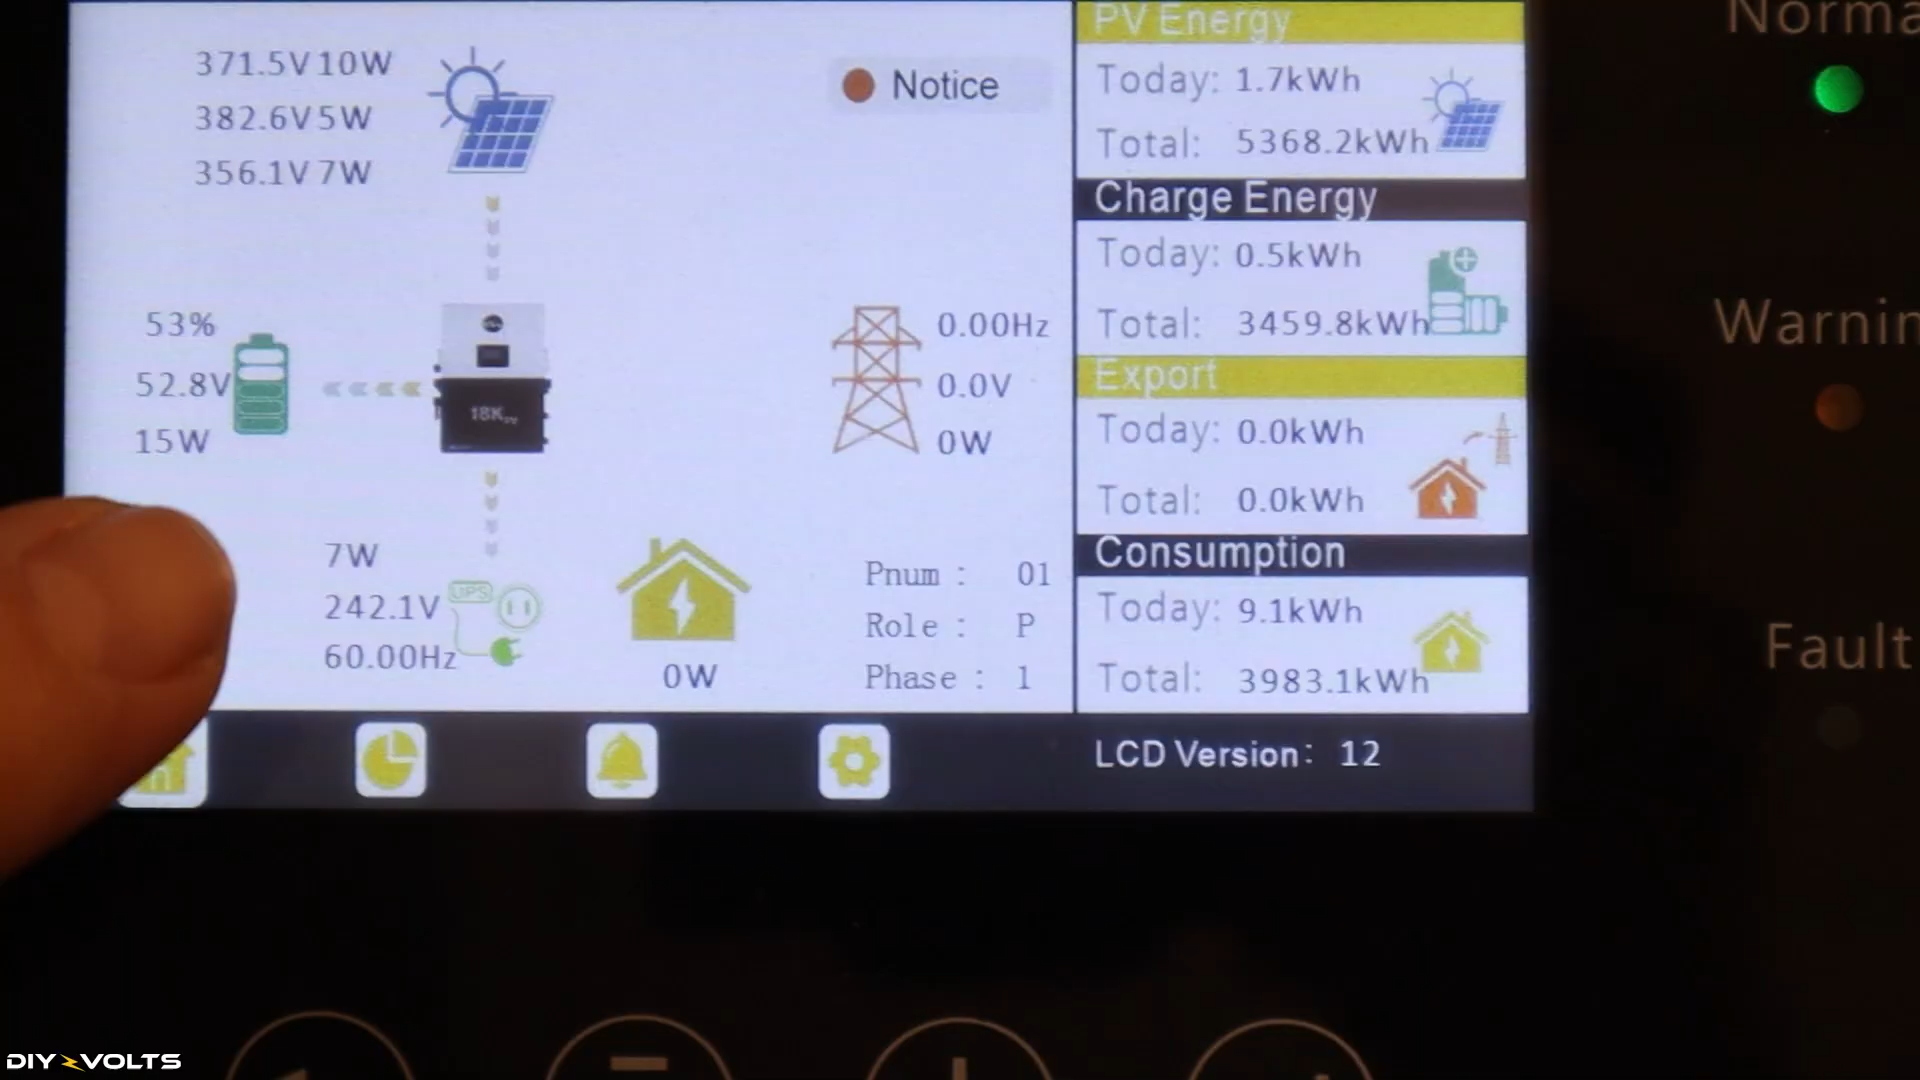 371.5V 10W
382.6V 5W
356.1V 7W
Notice
53%
52.8V
15W
18K
0.00Hz
0.0V
0W
7W
242.1V
60.00Hz
UPS
0W
Pnum : 01
Role : P
Phase : 1
PV Energy
Today: 1.7kWh
Total: 5368.2kWh
Charge Energy
Today: 0.5kWh
Total: 3459.8kWh
Export
Today: 0.0kWh
Total: 0.0kWh
Consumption
Today: 9.1kWh
Total: 3983.1kWh
LCD Version: 12
Norma
Warnin
Fault
DIY VOLTS